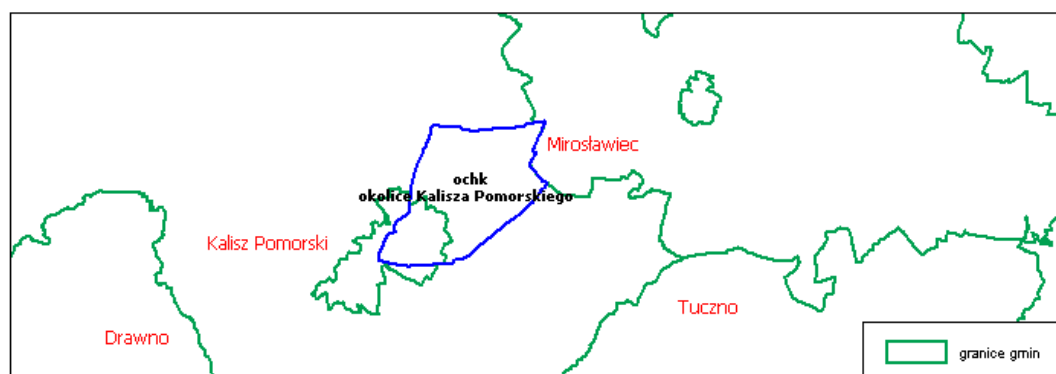 Mirosławiec
ochk
okolice Kalisza Pomorskiego
Kalisz Pomorski
Tuczno
Drawno
granice gmin